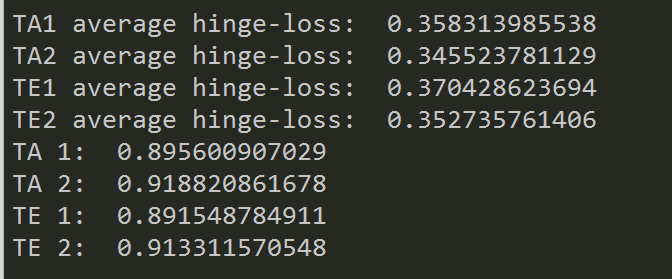 TA1 average hinge-loss:  0.358313985538
TA2 average hinge-loss:  0.345523781129
TE1 average hinge-loss:  0.370428623694
TE2 average hinge-loss:  0.352735761406
TA 1:  0.895600907029
TA 2:  0.918820861678
TE 1:  0.891548784911
TE 2:  0.913311570548